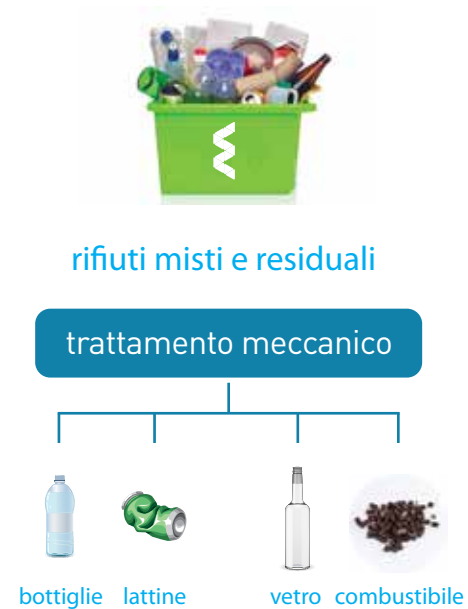 rifiuti misti e residuali
trattamento meccanico
bottiglie lattine vetro combustibile